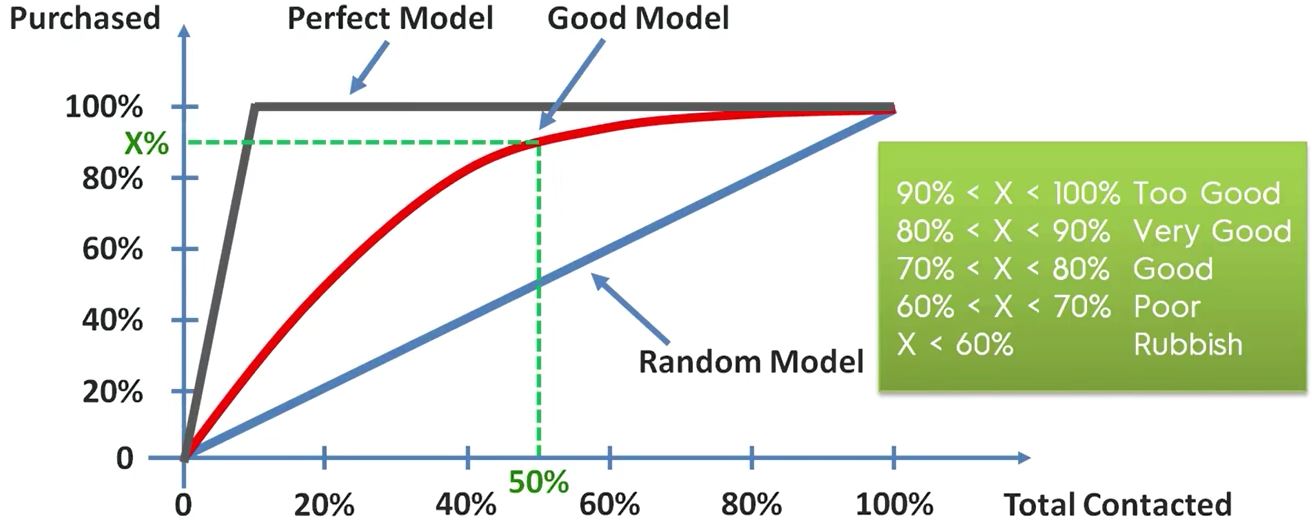 Purchased
Perfect Model
Good Model
100%
X%
80%
60%
40%
20%
0
Random Model
90% < X < 100% Too Good
80% < X < 90% Very Good
70% < X < 80% Good
60% < X < 70% Poor
X < 60% Rubbish
50%
0 20% 40% 60% 80% 100% Total Contacted